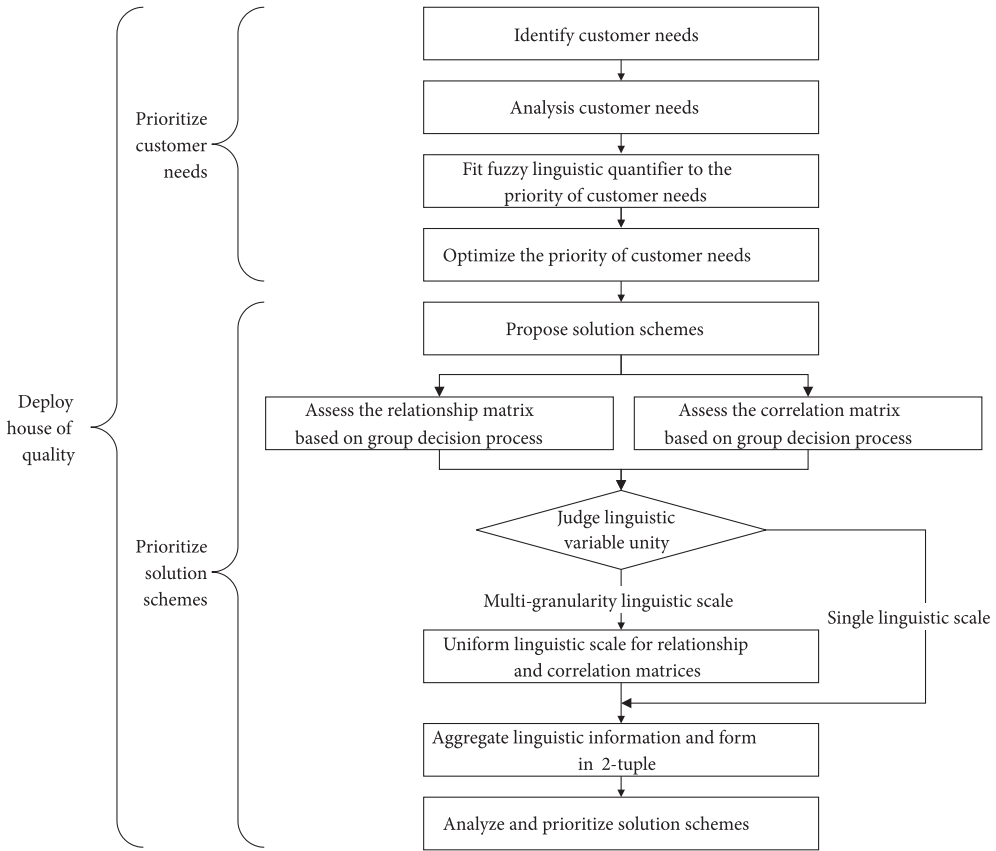 Identify customer needs
Analysis customer needs
Prioritize
customer
needs
Fit fuzzy linguistic quantifier to the
priority of customer needs
Optimize the priority of customer needs
Propose solution schemes
Deploy
house of
quality
Assess the relationship matrix
based on group decision process
Assess the correlation matrix
based on group decision process
Judge linguistic
variable unity
Prioritize
solution
schemes
Multi-granularity linguistic scale
Single linguistic scale
Uniform linguistic scale for relationship
and correlation matrices
Aggregate linguistic information and form
in 2-tuple
Analyze and prioritize solution schemes